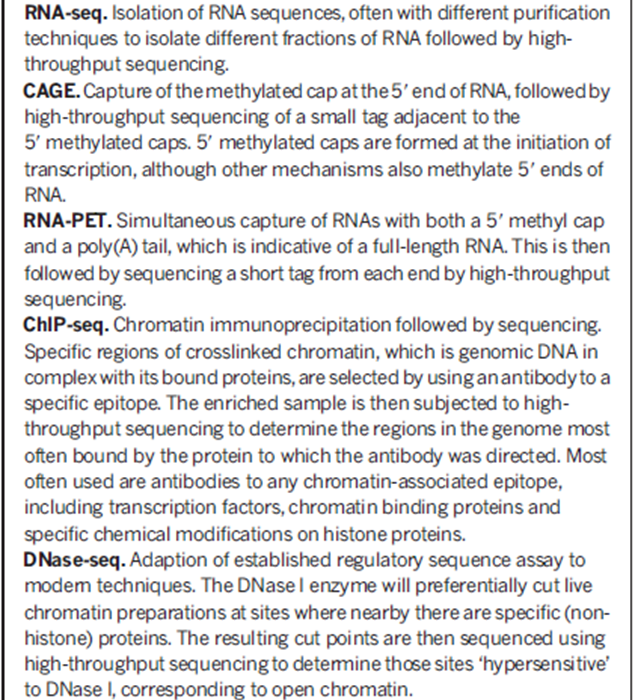 RNA-seq. Isolation of RNA sequences, often with different purification
techniques to isolate different fractions of RNA followed by high-
throughput sequencing.
CAGE. Capture of the methylated cap at the 5′ end of RNA, followed by
high-throughput sequencing of a small tag adjacent to the
5′ methylated caps. 5′ methylated caps are formed at the initiation of
transcription, although other mechanisms also methylate 5′ ends of
RNA.
RNA-PET. Simultaneous capture of RNAs with both a 5′ methyl cap
and a poly(A) tail, which is indicative of a full-length RNA. This is then
followed by sequencing a short tag from each end by high-throughput
sequencing.
ChIP-seq. Chromatin immunoprecipitation followed by sequencing.
Specific regions of crosslinked chromatin, which is genomic DNA in
complex with its bound proteins, are selected by using an antibody to a
specific epitope. The enriched sample is then subjected to high-
throughput sequencing to determine the regions in the genome most
often bound by the protein to which the antibody was directed. Most
often used are antibodies to any chromatin-associated epitope,
including transcription factors, chromatin binding proteins and
specific chemical modifications on histone proteins.
DNase-seq. Adaption of established regulatory sequence assay to
modern techniques. The DNase I enzyme will preferentially cut live
chromatin preparations at sites where nearby there are specific (non-
histone) proteins. The resulting cut points are then sequenced using
high-throughput sequencing to determine those sites ‘hypersensitive’
to DNase I, corresponding to open chromatin.